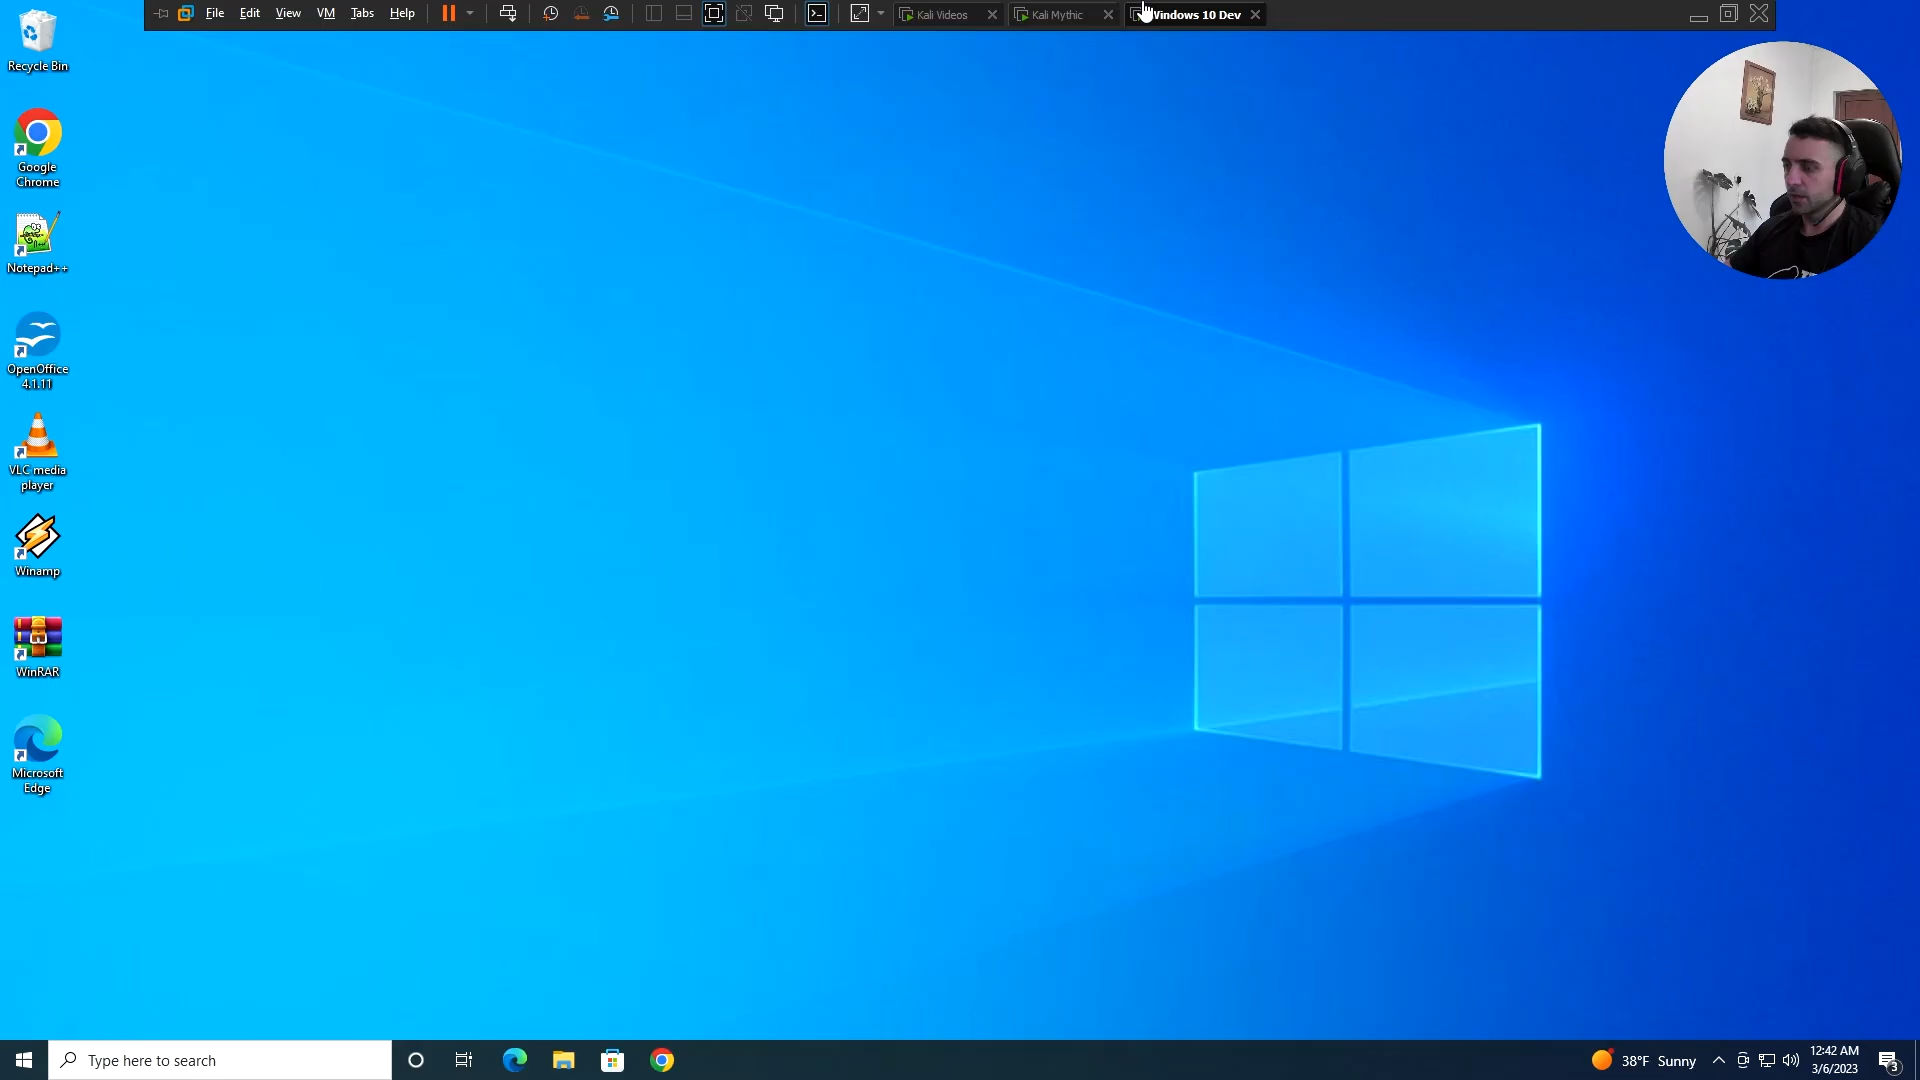 File Edit View VM Tabs Help Kali Videos Kali Mythic Windows 10 Dev
Recycle Bin
Google
Chrome
Notepad++
OpenOffice
4.1.11
VLC media
player
Winamp
WinRAR
Microsoft
Edge
Type here to search
38°F Sunny
12:42 AM
3/6/2023
3